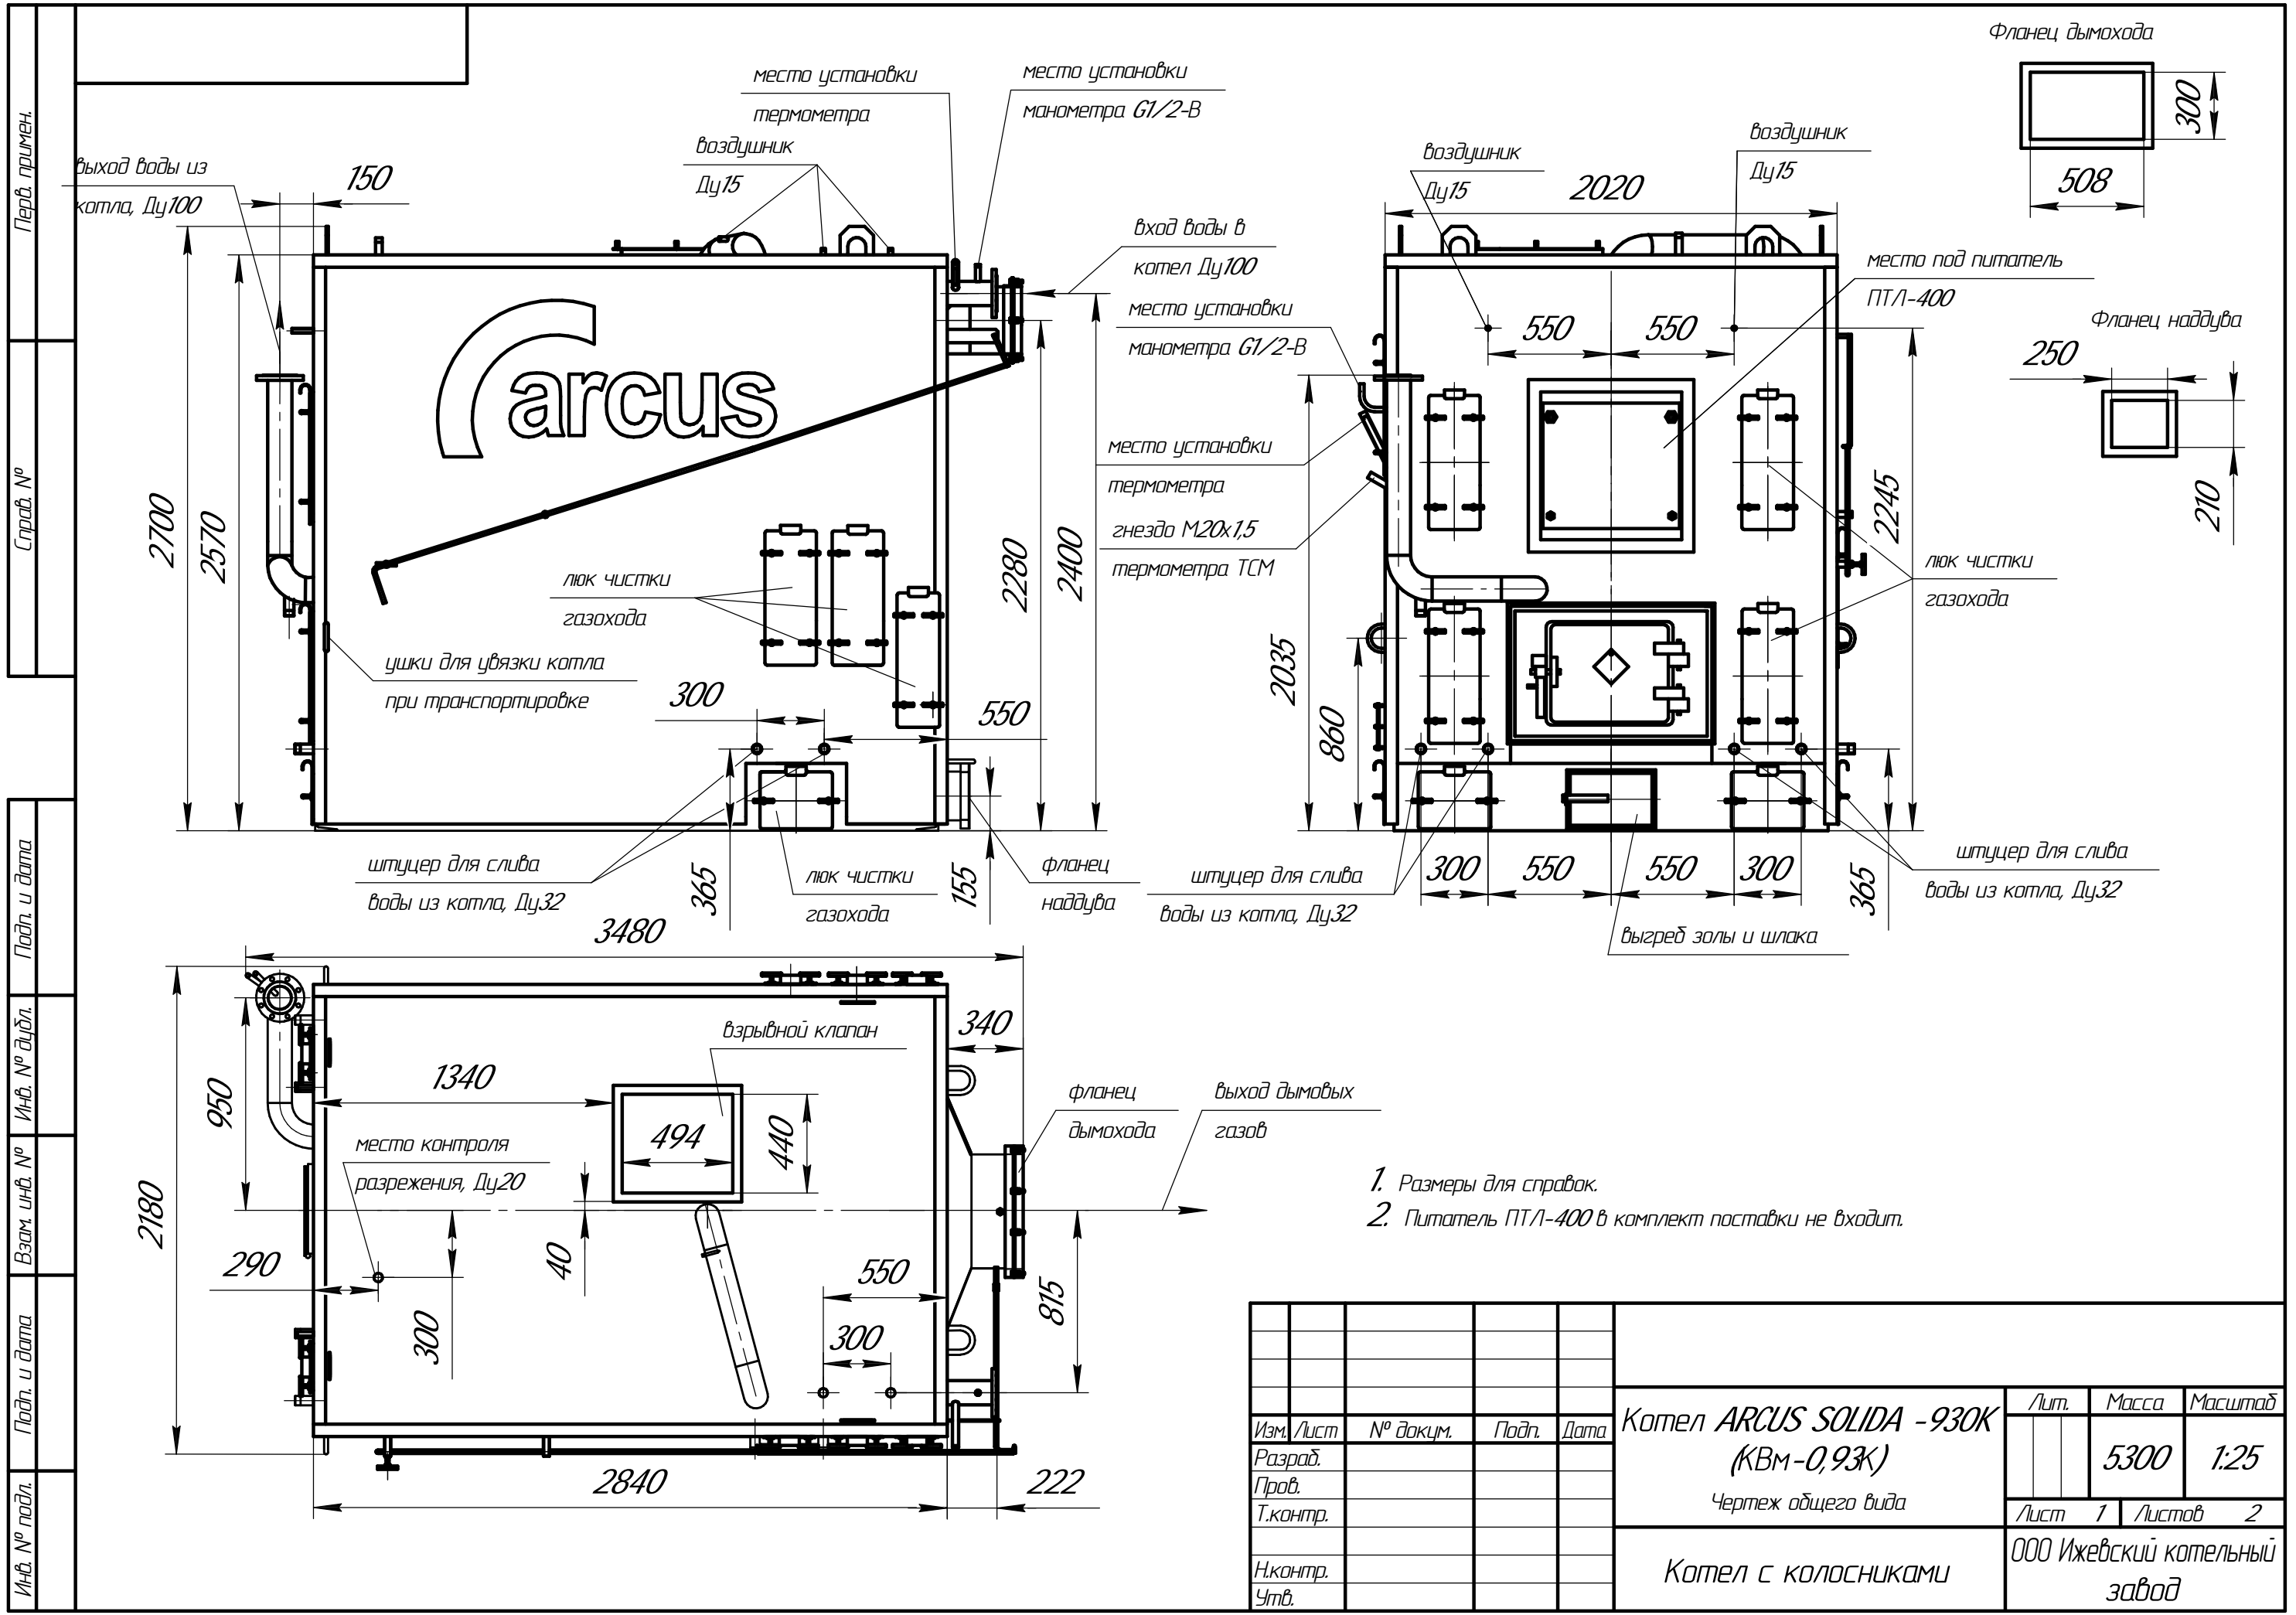 Перв. примен.
Справ. №
Подп. и дата
Инв. № дубл.
Взам. инв. №
Подп. и дата
Инв. № подл.
место установки
термометра
место установки
манометра G1/2-В
воздушник
Ду15
выход воды из
котла, Ду100
150
вход воды в
котел Ду100
2700
2570
arcus
2280
2400
люк чистки
газохода
ушки для увязки котла
при транспортировке
300
550
штуцер для слива
воды из котла, Ду32
365
люк чистки
газохода
155
фланец
наддува
воздушник
Ду15
2020
воздушник
Ду15
место под питатель
ПТЛ-400
место установки
манометра G1/2-В
550
550
место установки
термометра
гнездо М20х1,5
термометра ТСМ
2245
люк чистки
газохода
2035
860
300
550
550
300
365
штуцер для слива
воды из котла, Ду32
штуцер для слива
воды из котла, Ду32
выгреб золы и шлака
Фланец дымохода
300
508
Фланец наддува
250
210
3480
взрывной клапан
340
1340
950
494
440
место контроля
разрежения, Ду20
фланец
дымохода
выход дымовых
газов
2180
290
300
40
550
300
815
2840
222
1. Размеры для справок.
2. Питатель ПТЛ-400 в комплект поставки не входит.
Изм. Лист № докум. Подп. Дата
Разраб.
Пров.
Т.контр.
Н.контр.
Утв.
Котел ARCUS SOLIDA -930К
(КВм-0,93К)
Чертеж общего вида
Лит. Масса Масштаб
5300 1:25
Лист 1 Листов 2
Котел с колосниками
ООО Ижевский котельный
завод